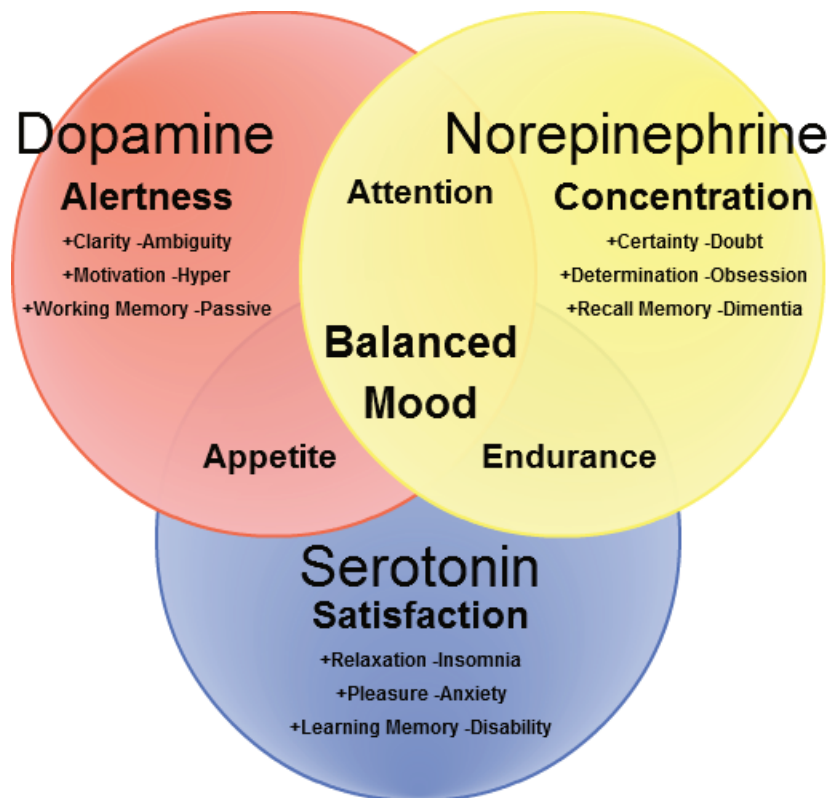 Dopamine
Alertness
+Clarity -Ambiguity
+Motivation -Hyper
+Working Memory -Passive
Attention
Norepinephrine
Concentration
+Certainty -Doubt
+Determination -Obsession
+Recall Memory -Dimentia
Balanced
Mood
Appetite
Endurance
Serotonin
Satisfaction
+Relaxation -Insomnia
+Pleasure -Anxiety
+Learning Memory -Disability